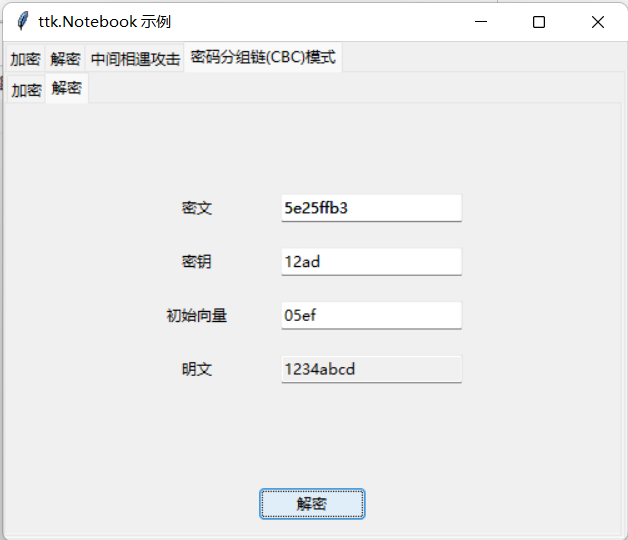 ttk.Notebook 示例
加密 解密 中间相遇攻击 密码分组链(CBC)模式
加密 解密
密文 5e25ffb3
密钥 12ad
初始向量 05ef
明文 1234abcd
解密